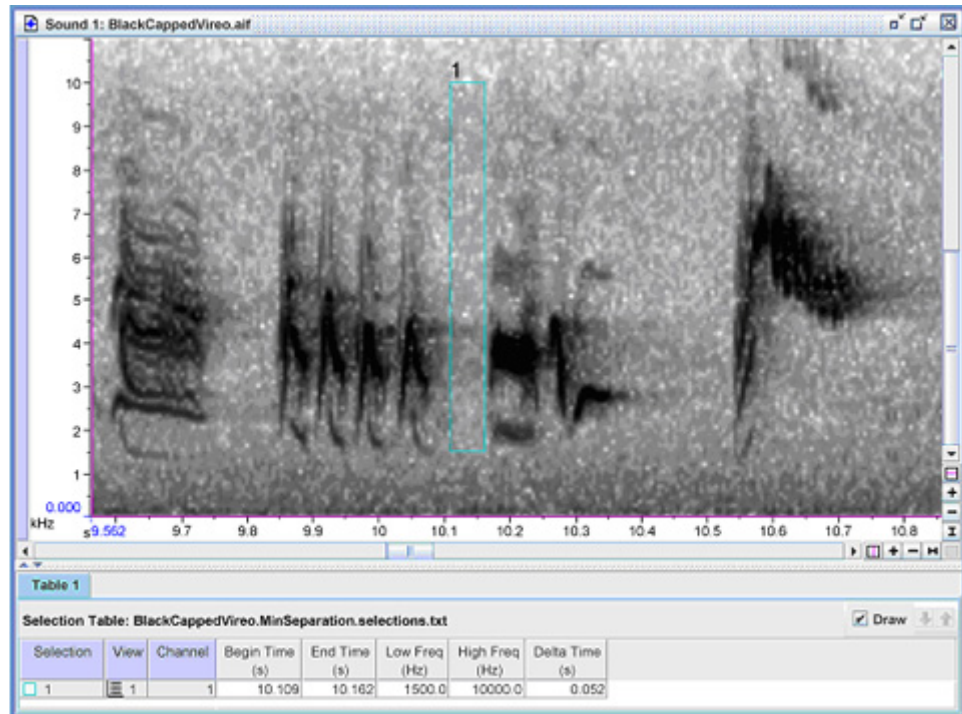 Sound 1: BlackCappedVireo.aif
1
10
9
8
7
6
5
4
3
2
1
0.000
kHz
s9.562 9.7 9.8 9.9 10 10.1 10.2 10.3 10.4 10.5 10.6 10.7 10.8
Table 1
Selection Table: BlackCappedVireo.MinSeparation.selections.txt Draw
Selection View Channel Begin Time (s) End Time (s) Low Freq (Hz) High Freq (Hz) Delta Time (s)
1 1 1 10.109 10.162 1500.0 10000.0 0.052